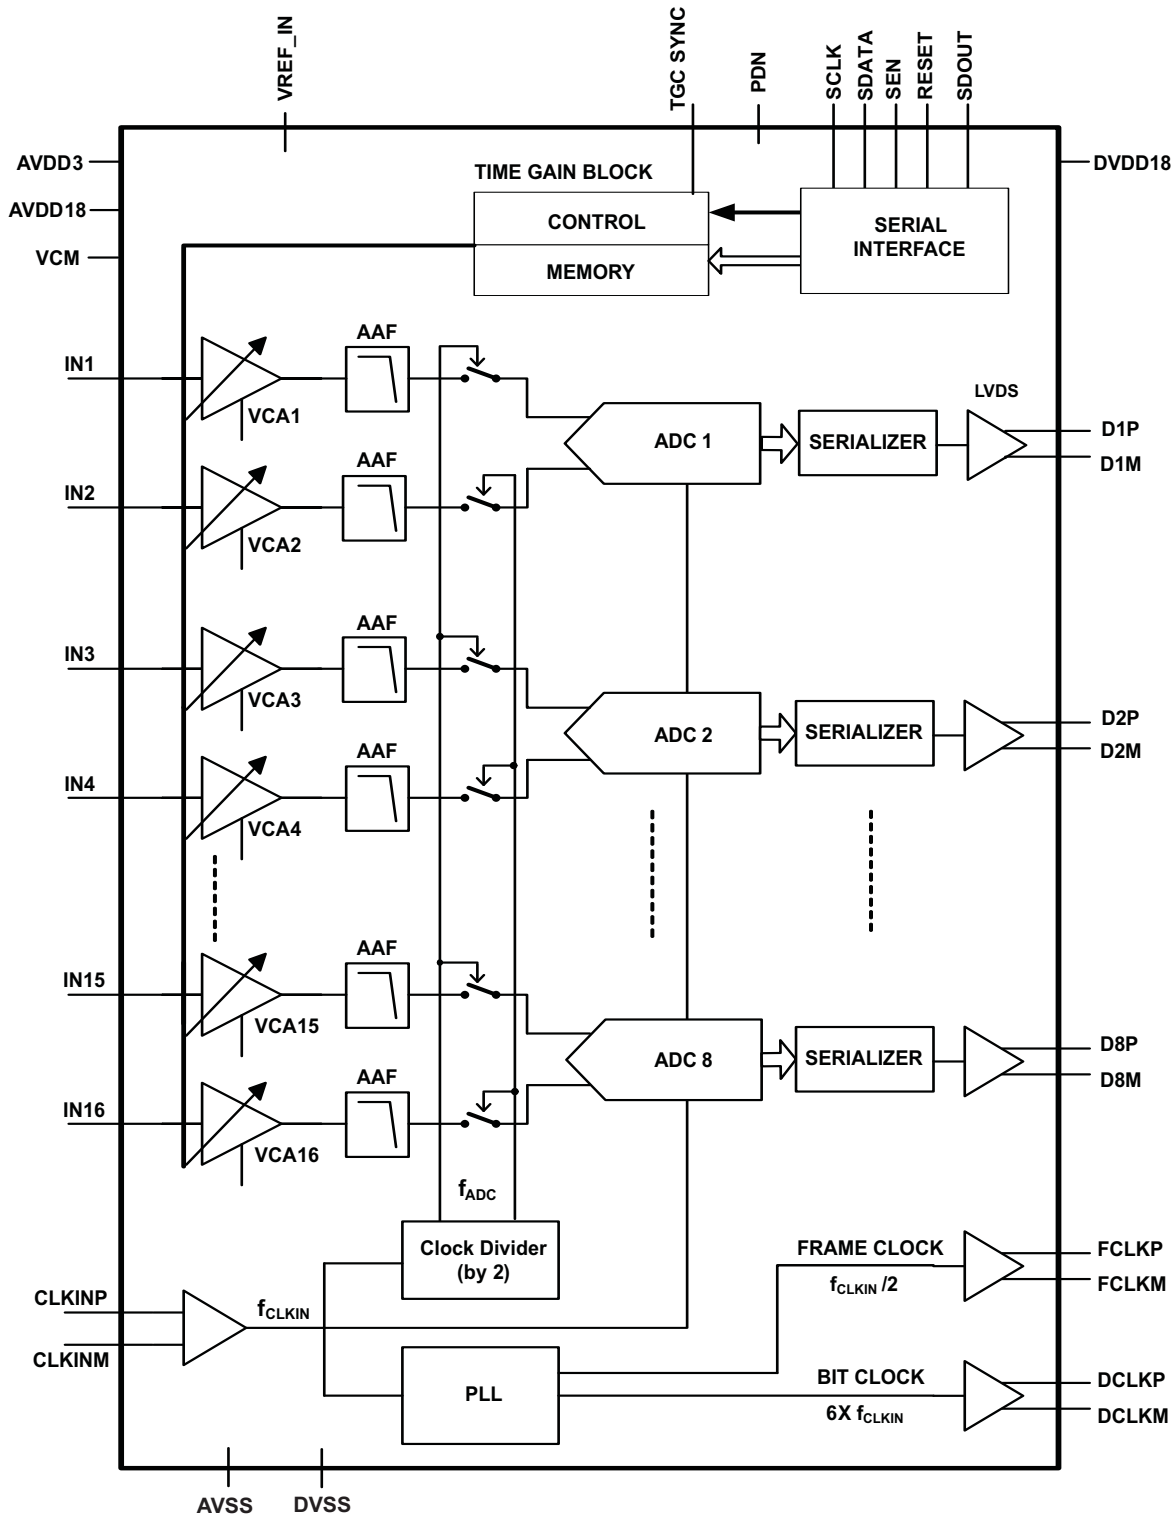 VREF_IN
TGC SYNC
PDN
SCLK
SDATA
SEN
RESET
SDOUT
AVDD3
DVDD18
TIME GAIN BLOCK
AVDD18
CONTROL
SERIAL
INTERFACE
VCM
MEMORY
AAF
IN1
LVDS
VCA1
D1P
ADC 1
SERIALIZER
D1M
AAF
IN2
VCA2
AAF
IN3
VCA3
D2P
ADC 2
SERIALIZER
AAF
D2M
IN4
VCA4
AAF
IN15
VCA15
D8P
ADC 8
SERIALIZER
AAF
D8M
IN16
VCA16
fADC
Clock Divider
(by 2)
FRAME CLOCK
FCLKP
fCLKIN /2
FCLKM
CLKINP
fCLKIN
CLKINM
PLL
BIT CLOCK
DCLKP
6X fCLKIN
DCLKM
AVSS
DVSS